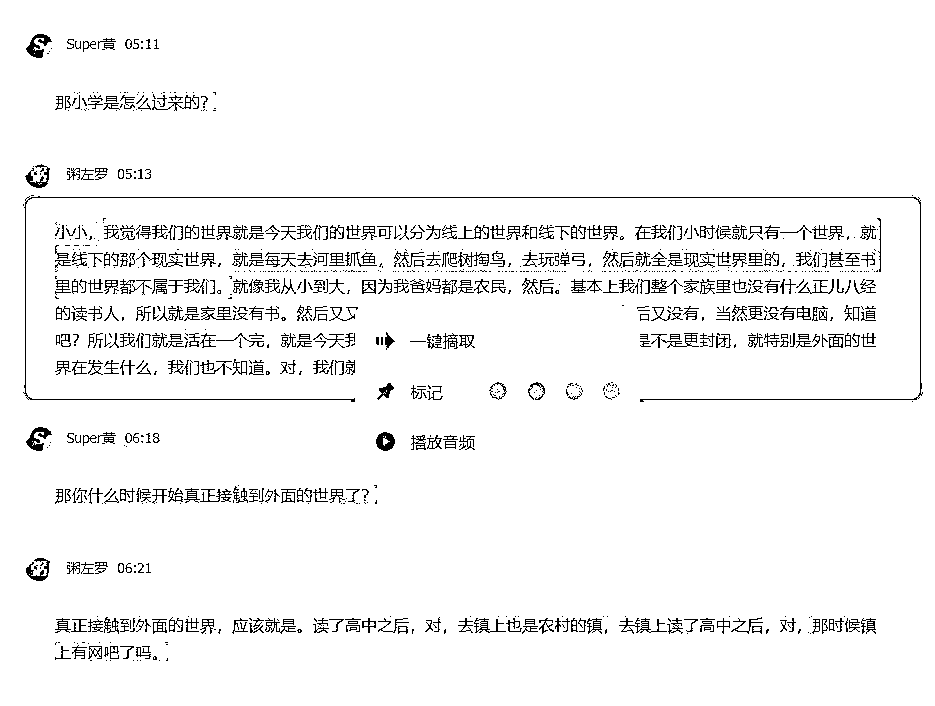 Super黄 05:11
那小学是怎么过来的？
粥左罗 05:13
小小，我觉得我们的世界就是今天我们的世界可以分为线上的世界和线下的世界。在我们小时候就只有一个世界，就
是线下的那个现实世界，就是每天去河里抓鱼，然后去爬树掏鸟，去玩弹弓，然后就全是现实世界里的，我们甚至书
里的世界都不属于我们。就像我从小到大，因为我爸妈都是农民，然后。基本上我们整个家族里也没有什么正儿八经
的读书人，所以就是家里没有书。然后又又 后又没有，当然更没有电脑，知道
吧？所以我们就是活在一个完，就是今天我 是不是更封闭，就特别是外面的世
界在发生什么，我们也不知道。对，我们就
一键摘取
标记
播放音频
Super黄 06:18
那你什么时候开始真正接触到外面的世界了？
粥左罗 06:21
真正接触到外面的世界，应该就是。读了高中之后，对，去镇上也是农村的镇，去镇上读了高中之后，对，那时候镇
上有网吧了吗。